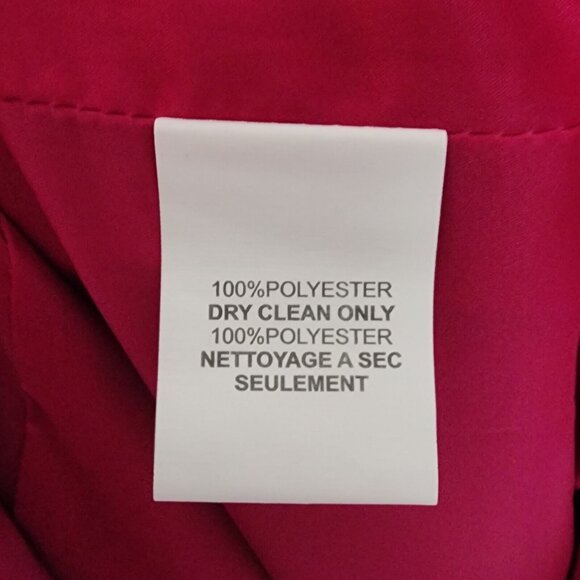 100%POLYESTER
DRY CLEAN ONLY
100%POLYESTER
NETTOYAGE A SEC
SEULEMENT